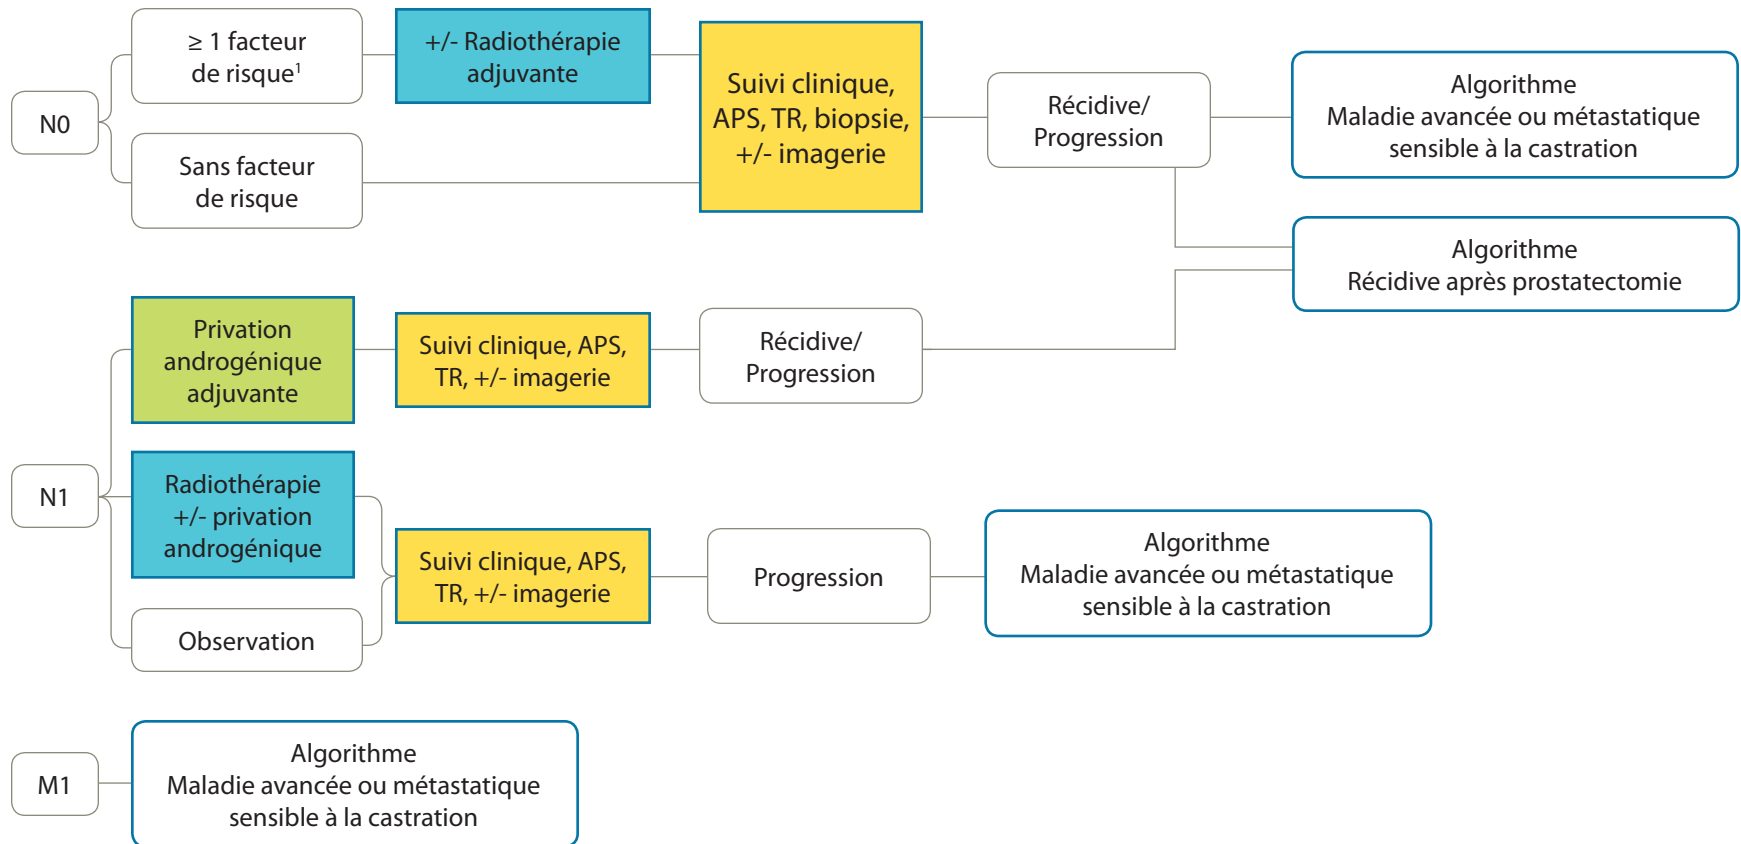 N0
≥ 1 facteur
de risque¹
+/- Radiothérapie
adjuvante
Sans facteur
de risque
Suivi clinique,
APS, TR, biopsie,
+/- imagerie
Récidive/
Progression
Algorithme
Maladie avancée ou métastatique
sensible à la castration
Algorithme
Récidive après prostatectomie
N1
Privation
androgénique
adjuvante
Suivi clinique, APS,
TR, +/- imagerie
Récidive/
Progression
Radiothérapie
+/- privation
androgénique
Observation
Suivi clinique, APS,
TR, +/- imagerie
Progression
Algorithme
Maladie avancée ou métastatique
sensible à la castration
M1
Algorithme
Maladie avancée ou métastatique
sensible à la castration